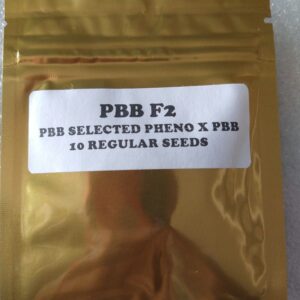 PBB F2
PBB SELECTED PHENO X PBB
10 REGULAR SEEDS